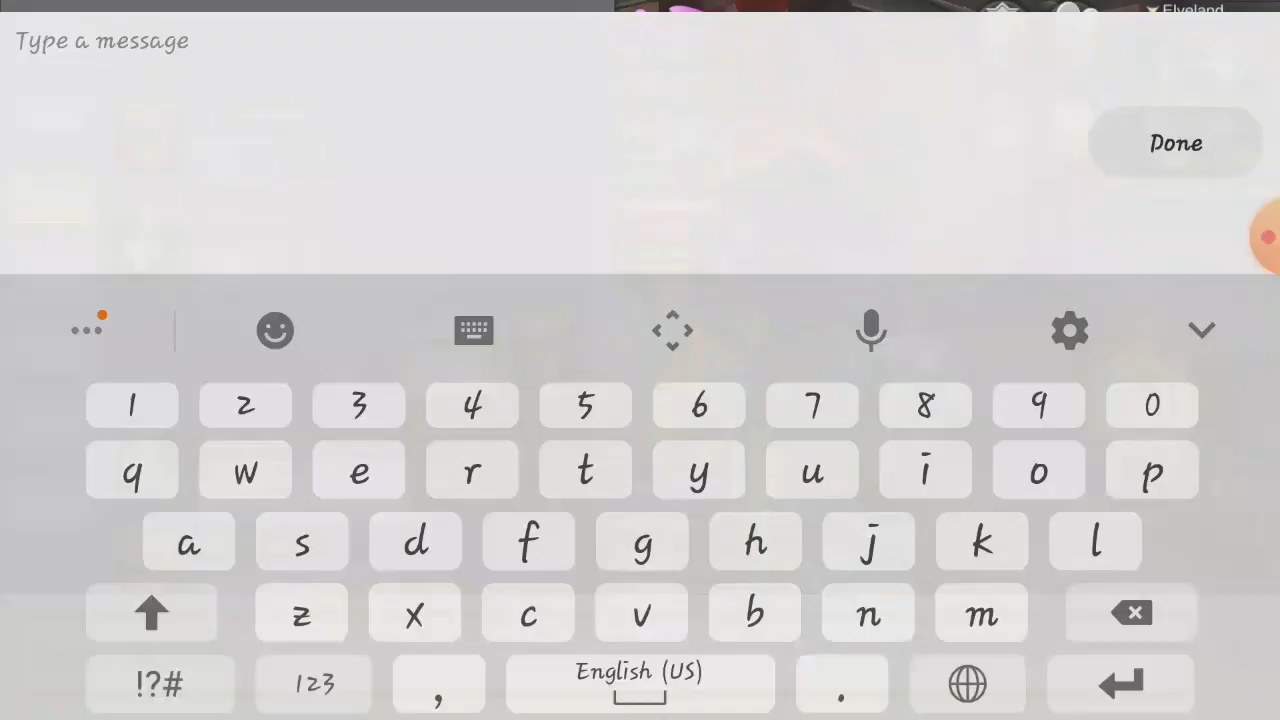 Elveland
Type a message
Done
1 2 3 4 5 6 7 8 9 0
q w e r t y u i o p
a s d f g h j k l
z x c v b n m
!?# 123 , English (US) .